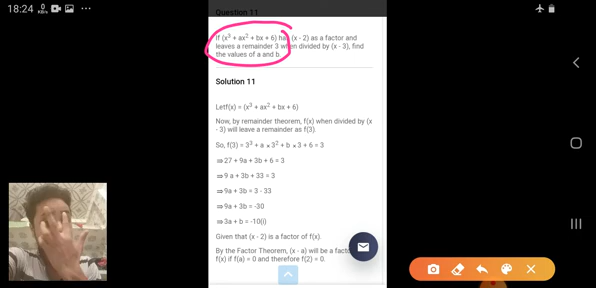 18:24
Question 11
If (x³ + ax² + bx + 6) has (x - 2) as a factor and
leaves a remainder 3 when divided by (x - 3), find
the values of a and b.
Solution 11
Letf(x) = (x³ + ax² + bx + 6)
Now, by remainder theorem, f(x) when divided by (x
- 3) will leave a remainder as f(3).
So, f(3) = 3³ + a × 3² + b × 3 + 6 = 3
⇒27 + 9a + 3b + 6 = 3
⇒9 a + 3b + 33 = 3
⇒9a + 3b = 3 - 33
⇒9a + 3b = -30
⇒3a + b = -10(i)
Given that (x - 2) is a factor of f(x).
By the Factor Theorem, (x - a) will be a factor
f(x) if f(a) = 0 and therefore f(2) = 0.